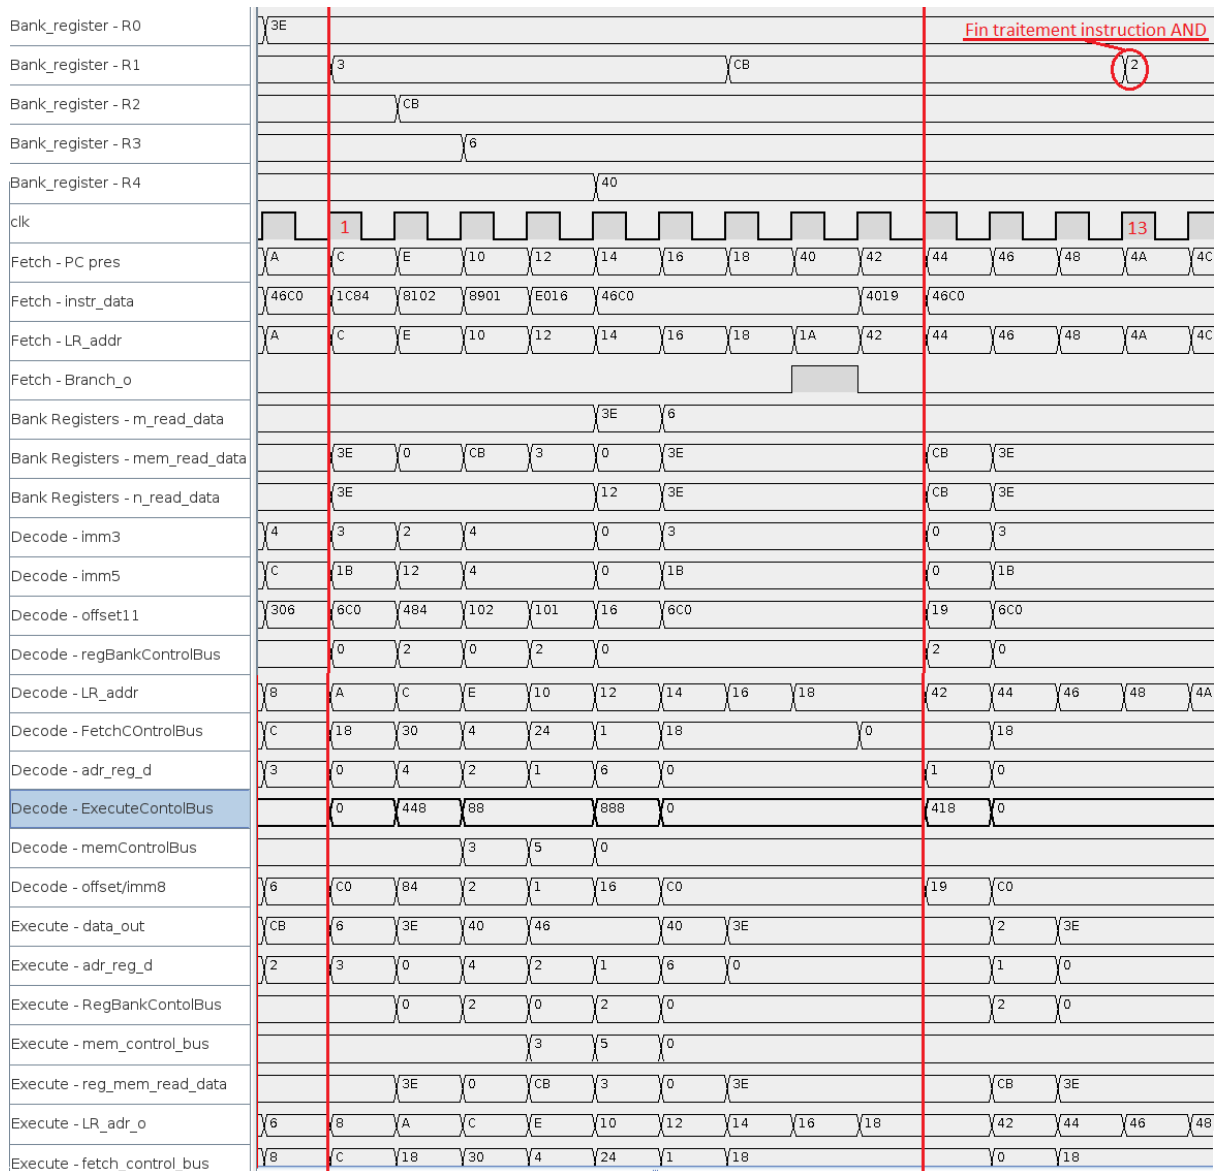 Bank_register - R0 3E
Fin traitement instruction AND
Bank_register - R1 3 CB 2
Bank_register - R2 CB
Bank_register - R3 6
Bank_register - R4 40
clk 1 13
Fetch - PC pres A C E 10 12 14 16 18 40 42 44 46 48 4A 4C
Fetch - instr_data 46C0 1C84 8102 8901 E016 46C0 4019 46C0
Fetch - LR_addr A C E 10 12 14 16 18 1A 42 44 46 48 4A 4C
Fetch - Branch_o
Bank Registers - m_read_data 3E 6
Bank Registers - mem_read_data 3E 0 CB 3 0 3E CB 3E
Bank Registers - n_read_data 3E 12 3E CB 3E
Decode - imm3 4 3 2 4 0 3 0 3
Decode - imm5 C 1B 12 4 0 1B 0 1B
Decode - offset11 306 6C0 484 102 101 16 6C0 19 6C0
Decode - regBankControlBus 0 2 0 2 0 2 0
Decode - LR_addr 8 A C E 10 12 14 16 18 42 44 46 48 4A
Decode - FetchCOntrolBus C 18 30 4 24 1 18 0 18
Decode - adr_reg_d 3 0 4 2 1 6 0 1 0
Decode - ExecuteContolBus 0 448 88 888 0 418 0
Decode - memControlBus 3 5 0
Decode - offset/imm8 6 C0 84 2 1 16 C0 19 C0
Execute - data_out CB 6 3E 40 46 40 3E 2 3E
Execute - adr_reg_d 2 3 0 4 2 1 6 0 1 0
Execute - RegBankContolBus 0 2 0 2 0 2 0
Execute - mem_control_bus 3 5 0
Execute - reg_mem_read_data 3E 0 CB 3 0 3E CB 3E
Execute - LR_adr_o 6 8 A C E 10 12 14 16 18 42 44 46 48
Execute - fetch_control_bus 8 C 18 30 4 24 1 18 0 18